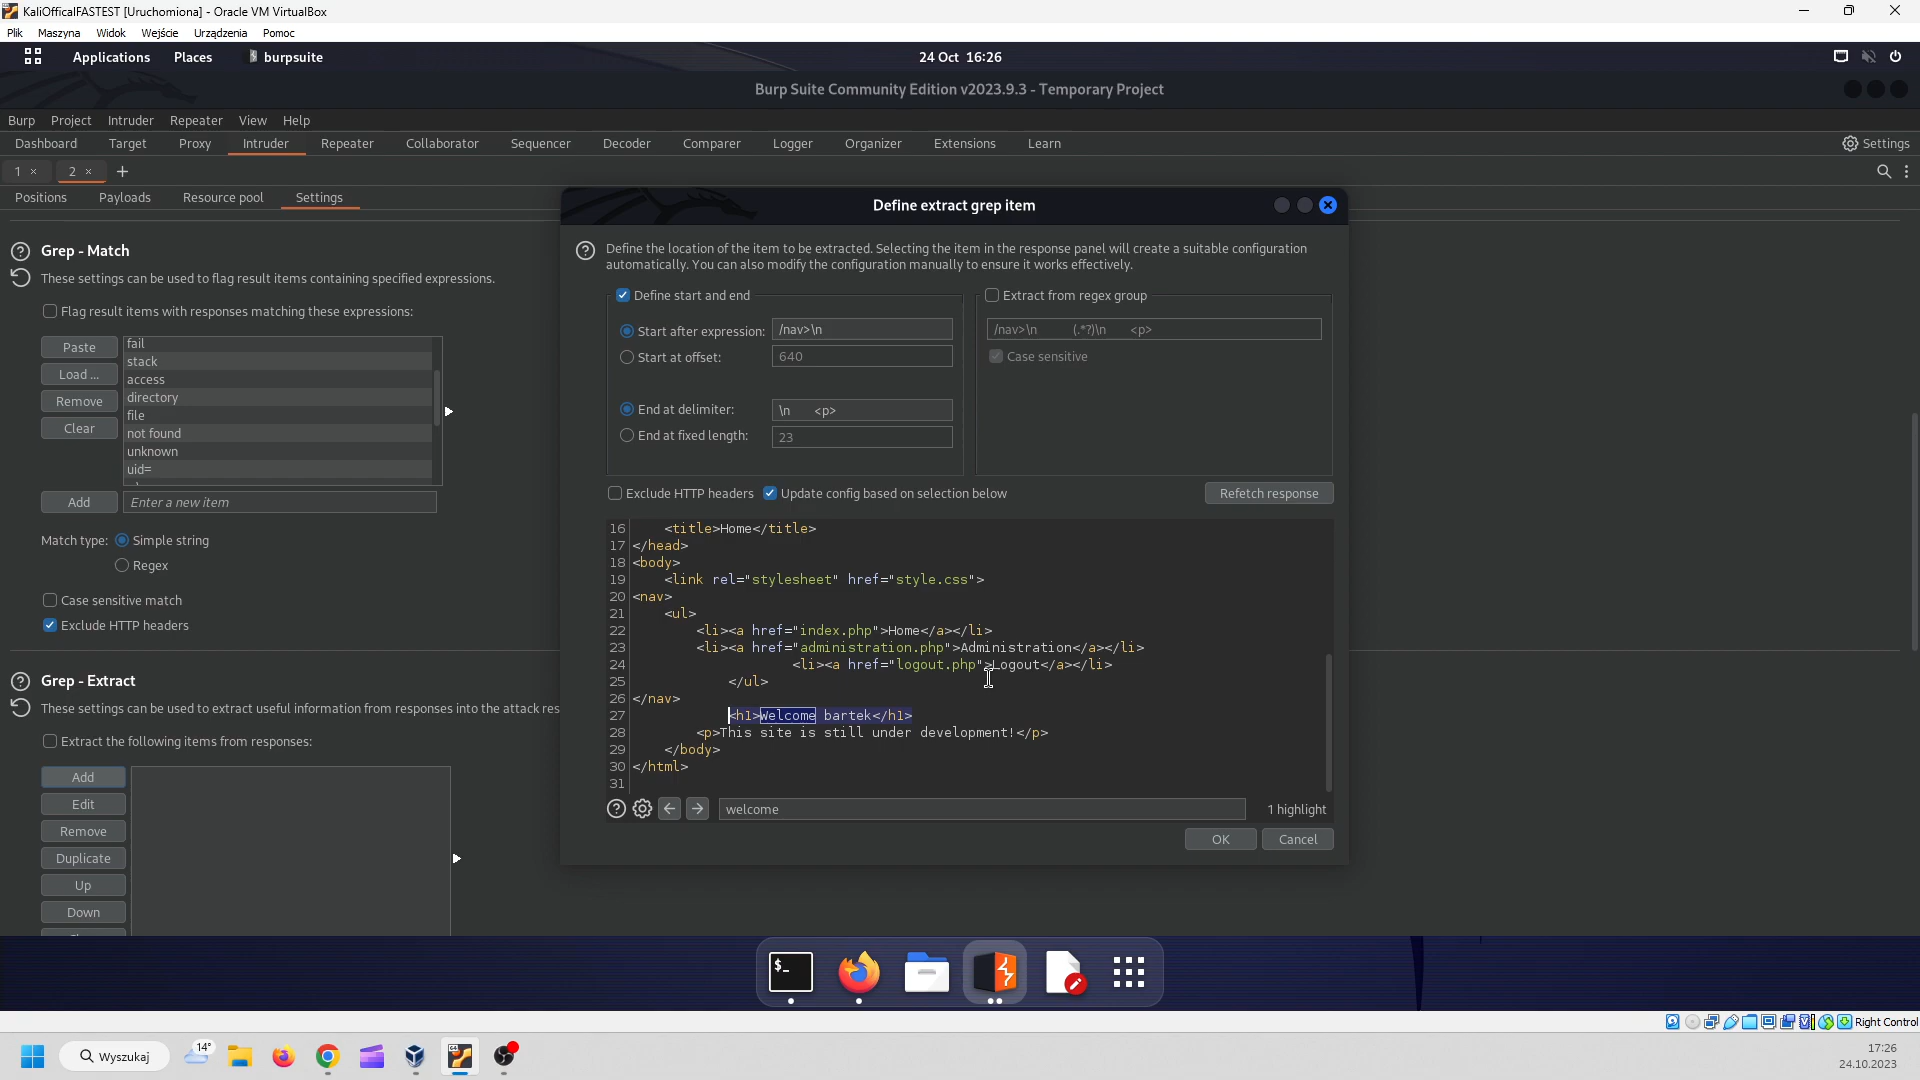 KaliOfficalFASTEST [Uruchomiona] - Oracle VM VirtualBox
Plik Maszyna Widok Wejście Urządzenia Pomoc
Applications Places burpsuite 24 Oct 16:26
Burp Suite Community Edition v2023.9.3 - Temporary Project
Burp Project Intruder Repeater View Help
Dashboard Target Proxy Intruder Repeater Collaborator Sequencer Decoder Comparer Logger Organizer Extensions Learn Settings
1 × 2 × +
Positions Payloads Resource pool Settings
Grep - Match
These settings can be used to flag result items containing specified expressions.
Flag result items with responses matching these expressions:
Paste
Load ...
Remove
Clear
fail
stack
access
directory
file
not found
unknown
uid=
Add Enter a new item
Match type: Simple string
Regex
Case sensitive match
Exclude HTTP headers
Grep - Extract
These settings can be used to extract useful information from responses into the attack res
Extract the following items from responses:
Add
Edit
Remove
Duplicate
Up
Down
Define extract grep item
Define the location of the item to be extracted. Selecting the item in the response panel will create a suitable configuration
automatically. You can also modify the configuration manually to ensure it works effectively.
Define start and end
Start after expression: /nav>\n
Start at offset: 640
End at delimiter: \n <p>
End at fixed length: 23
Extract from regex group
/nav>\n (.*?)\n <p>
Case sensitive
Exclude HTTP headers Update config based on selection below Refetch response
16 <title>Home</title>
17 </head>
18 <body>
19 <link rel="stylesheet" href="style.css">
20 <nav>
21 <ul>
22 <li><a href="index.php">Home</a></li>
23 <li><a href="administration.php">Administration</a></li>
24 <li><a href="logout.php">Logout</a></li>
25 </ul>
26 </nav>
27 <h1>Welcome bartek</h1>
28 <p>This site is still under development!</p>
29 </body>
30 </html>
31
welcome 1 highlight
OK Cancel
$_
Right Control
14°
Wyszukaj
64
17:26
24.10.2023